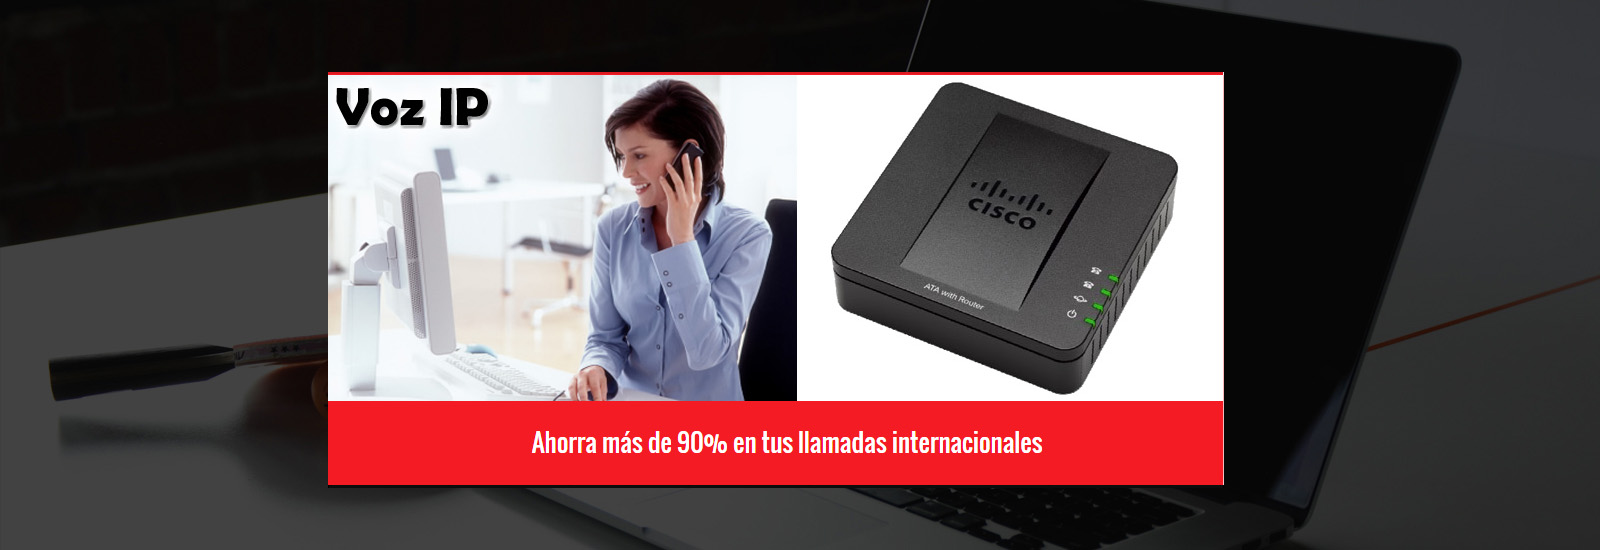 Voz IP
CISCO
ATA with Router
Ahorra más de 90% en tus llamadas internacionales